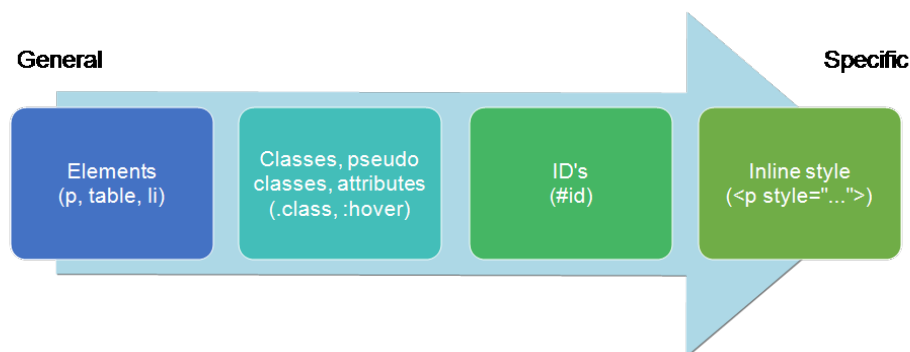 General
Specific
Elements
(p, table, li)
Classes, pseudo
classes, attributes
(.class, :hover)
ID's
(#id)
Inline style
(<p style="...">)